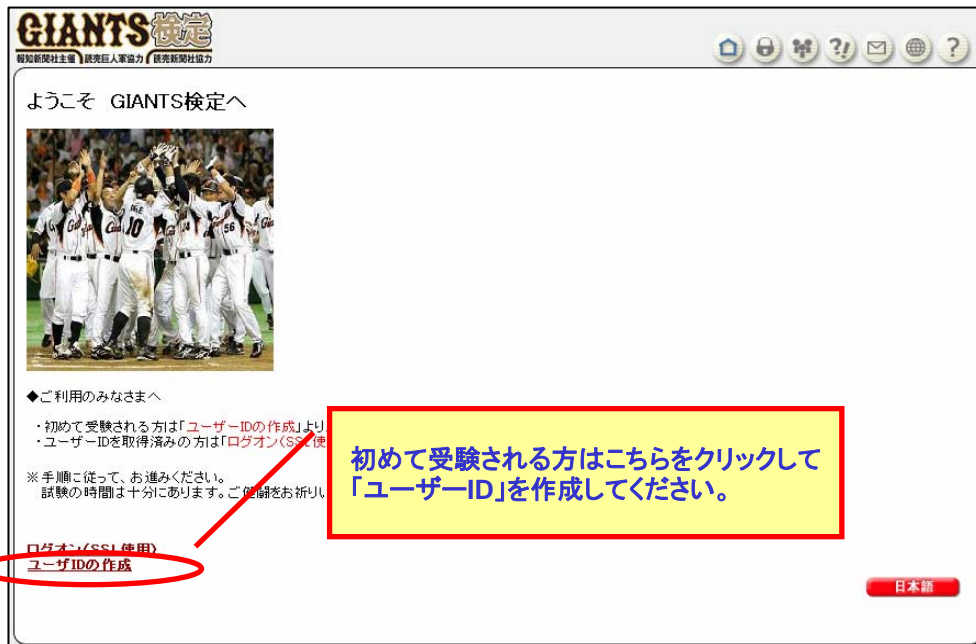 GIANTS検定
報知新聞社主催 読売巨人軍協力 読売新聞社協力
ようこそ GIANTS検定へ
10
56
◆ご利用のみなさまへ
・初めて受験される方は「ユーザーIDの作成」より
・ユーザーIDを取得済みの方は「ログオン(SSL使
※手順に従って、お進みください。
試験の時間は十分にあります。ご健闘をお祈りい
初めて受験される方はこちらをクリックして
「ユーザーID」を作成してください。
ログオン(SSL使用)
ユーザIDの作成
日本語